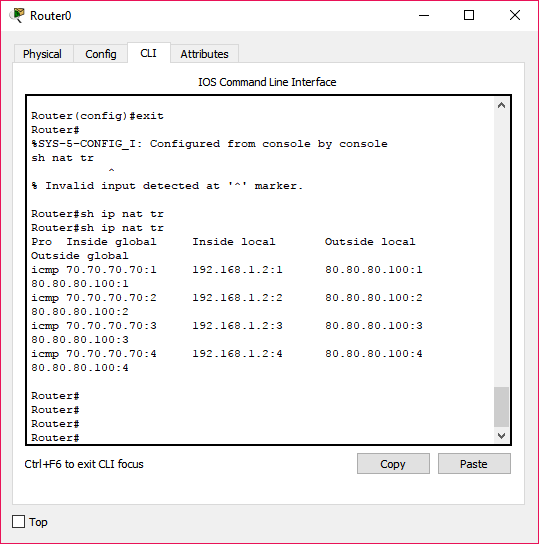 Router0
Physical Config CLI Attributes
IOS Command Line Interface
Router(config)#exit
Router#
%SYS-5-CONFIG_I: Configured from console by console
sh nat tr
^
% Invalid input detected at '^' marker.
Router#sh ip nat tr
Router#sh ip nat tr
Pro  Inside global     Inside local       Outside local
Outside global
icmp 70.70.70.70:1     192.168.1.2:1      80.80.80.100:1
80.80.80.100:1
icmp 70.70.70.70:2     192.168.1.2:2      80.80.80.100:2
80.80.80.100:2
icmp 70.70.70.70:3     192.168.1.2:3      80.80.80.100:3
80.80.80.100:3
icmp 70.70.70.70:4     192.168.1.2:4      80.80.80.100:4
80.80.80.100:4
Router#
Router#
Router#
Router#
Ctrl+F6 to exit CLI focus
Copy Paste
Top